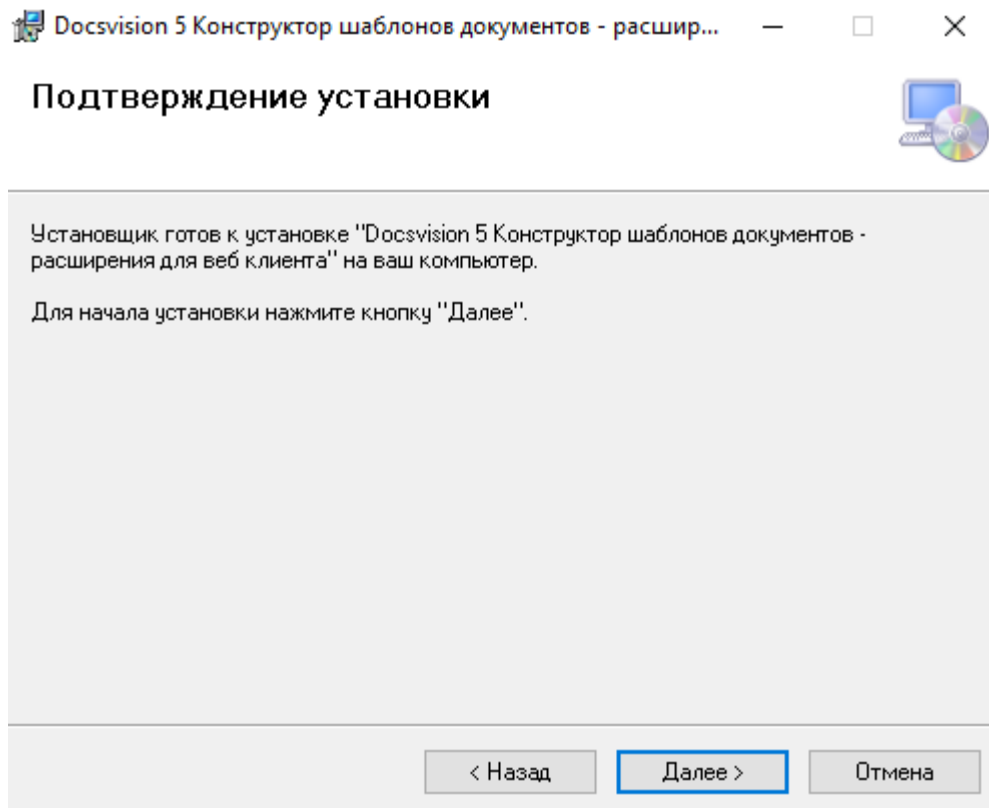 Docsvision 5 Конструктор шаблонов документов - расшир...
Подтверждение установки
Установщик готов к установке "Docsvision 5 Конструктор шаблонов документов -
расширения для веб клиента" на ваш компьютер.
Для начала установки нажмите кнопку "Далее".
< Назад
Далее >
Отмена